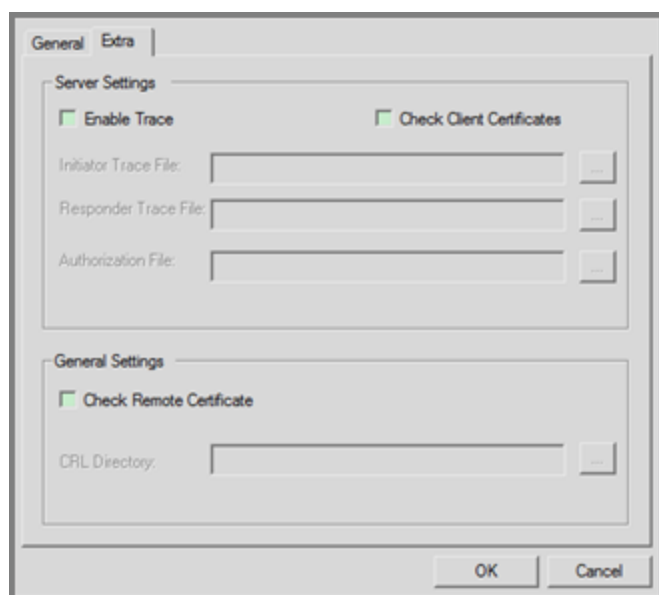 General Extra
Server Settings
Enable Trace Check Client Certificates
Initiator Trace File: ...
Responder Trace File: ...
Authorization File: ...
General Settings
Check Remote Certificate
CRL Directory: ...
OK Cancel